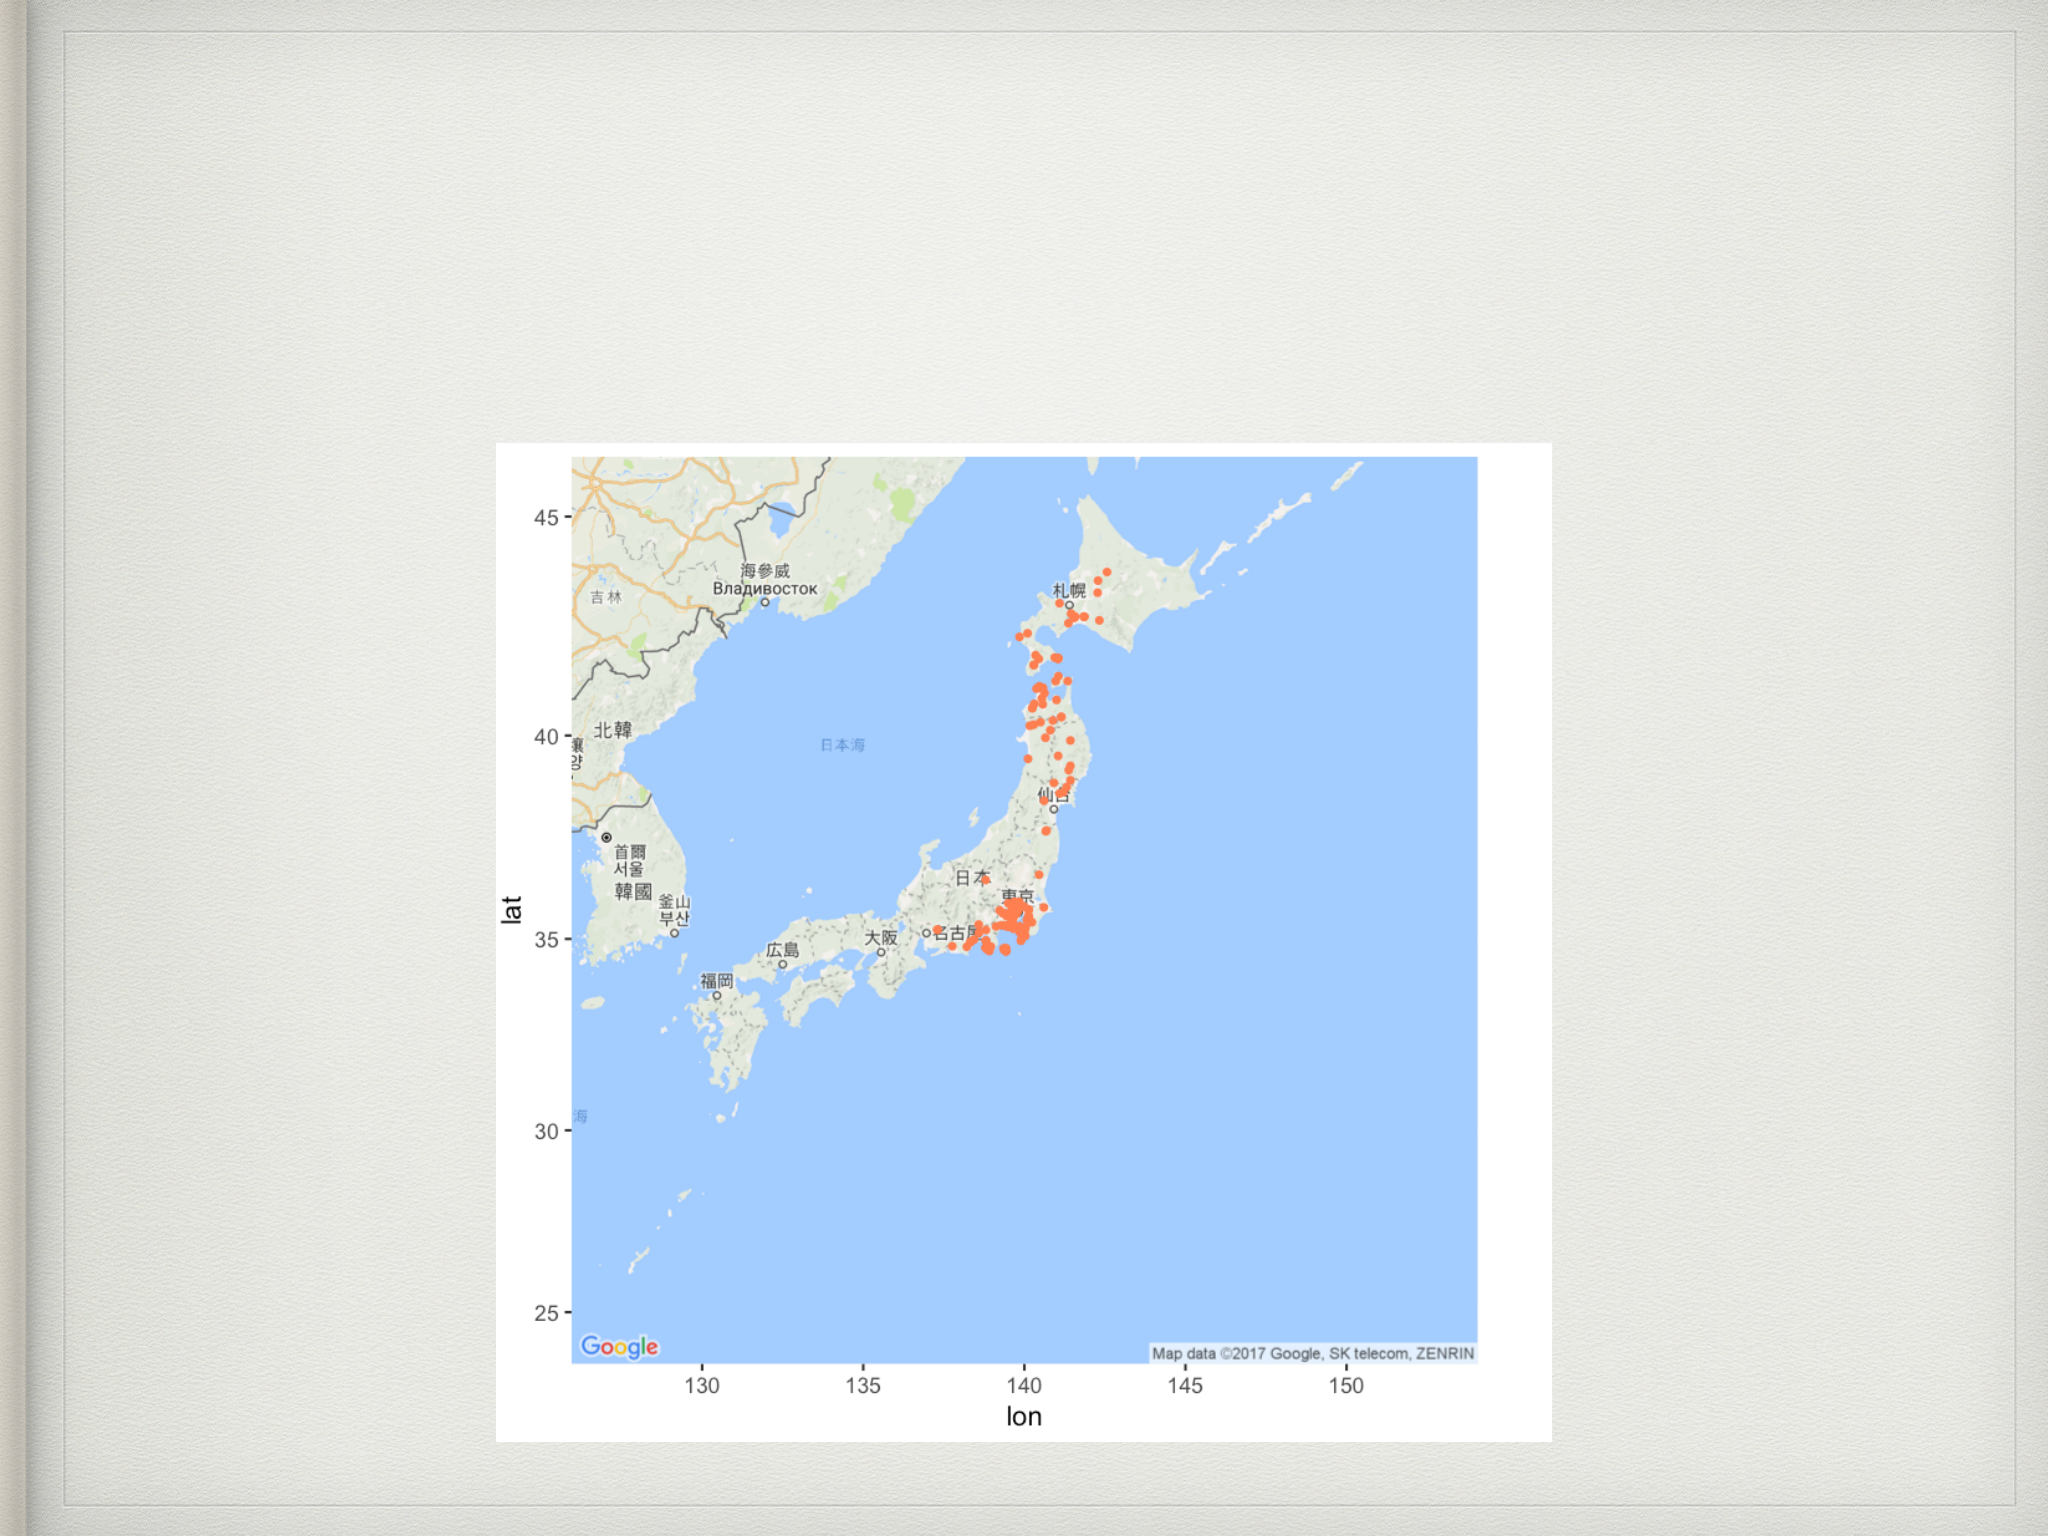 45
海參威
Владивосток
吉林
札幌
40
北韓
양
日本海
仙台
首爾
서울
韓國
釜山
부산
日本
東京
lat
35
名古屋
大阪
広島
福岡
30
海
25
Google
Map data ©2017 Google, SK telecom, ZENRIN
130
135
140
145
150
lon